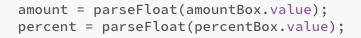 amount = parseFloat(amountBox.value);
percent = parseFloat(percentBox.value);